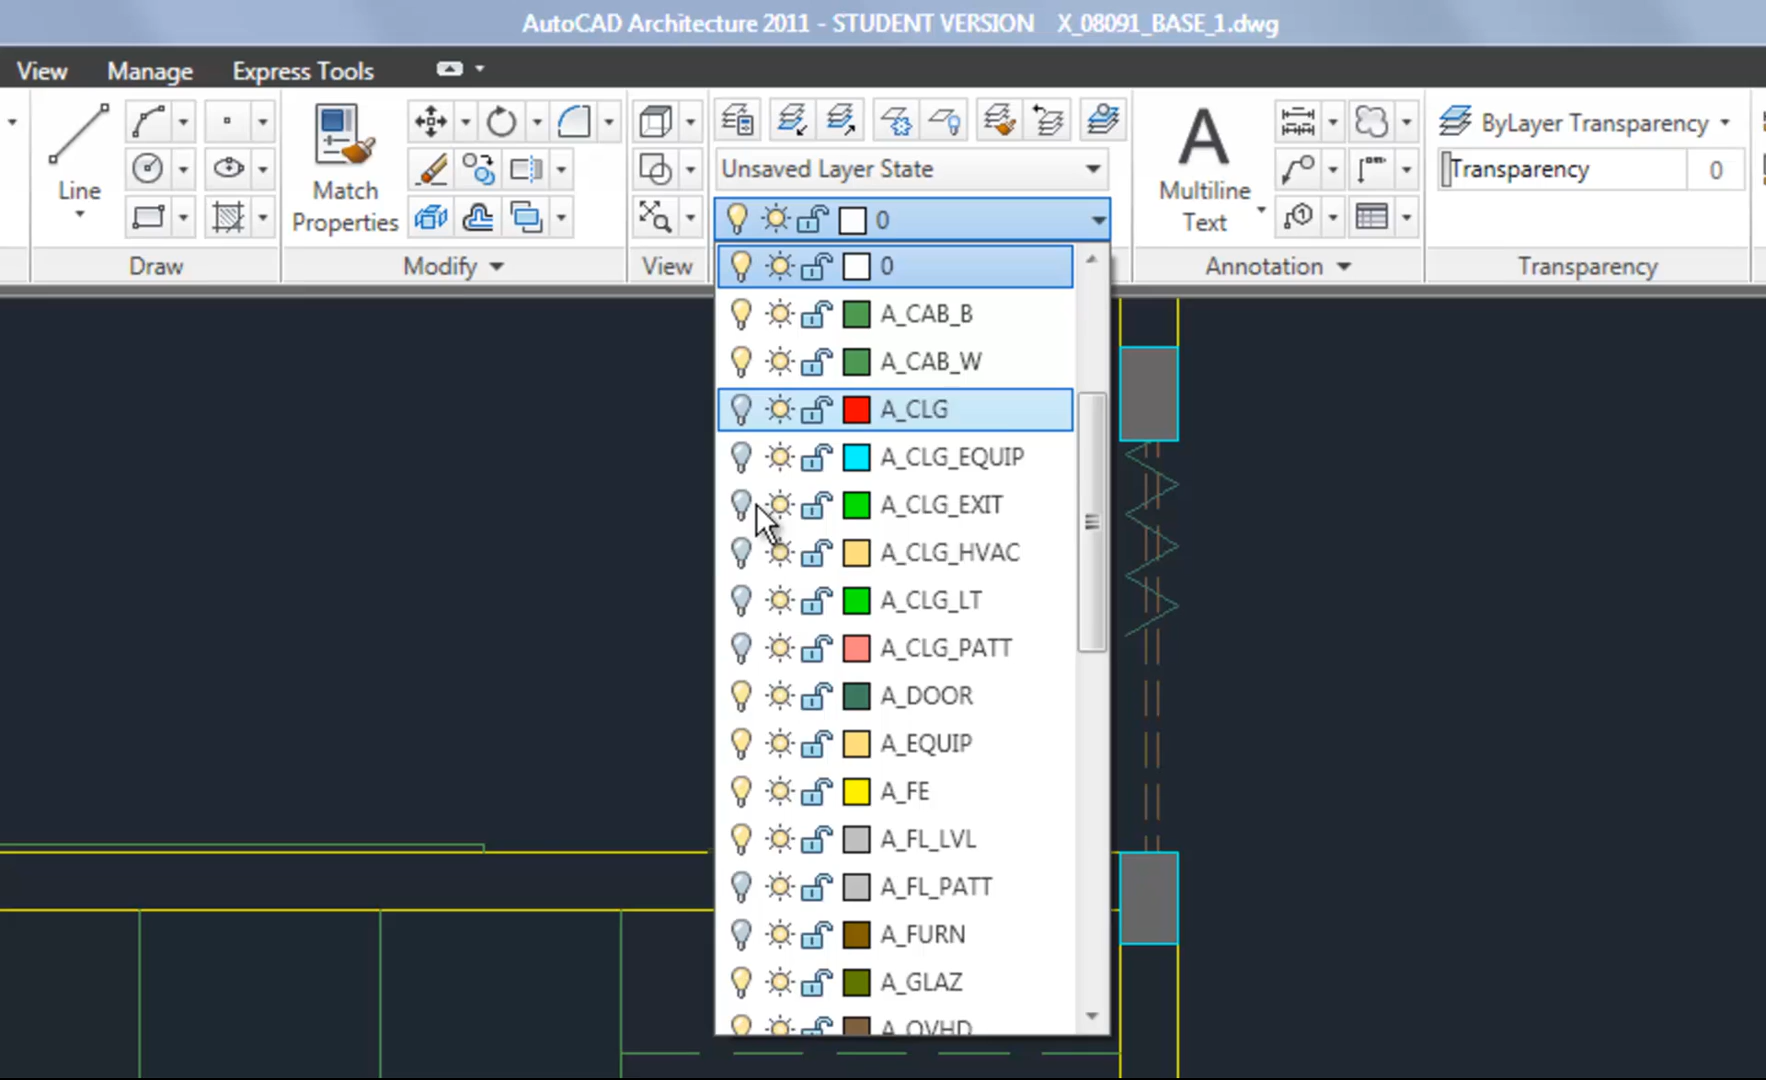 AutoCAD Architecture 2011 - STUDENT VERSION X_08091_BASE_1.dwg
View Manage Express Tools
Line
Match Properties
Unsaved Layer State
0
A
Multiline Text
ByLayer Transparency
Transparency 0
Draw
Modify
View
Annotation
Transparency
0
A_CAB_B
A_CAB_W
A_CLG
A_CLG_EQUIP
A_CLG_EXIT
A_CLG_HVAC
A_CLG_LT
A_CLG_PATT
A_DOOR
A_EQUIP
A_FE
A_FL_LVL
A_FL_PATT
A_FURN
A_GLAZ
A_OVHD